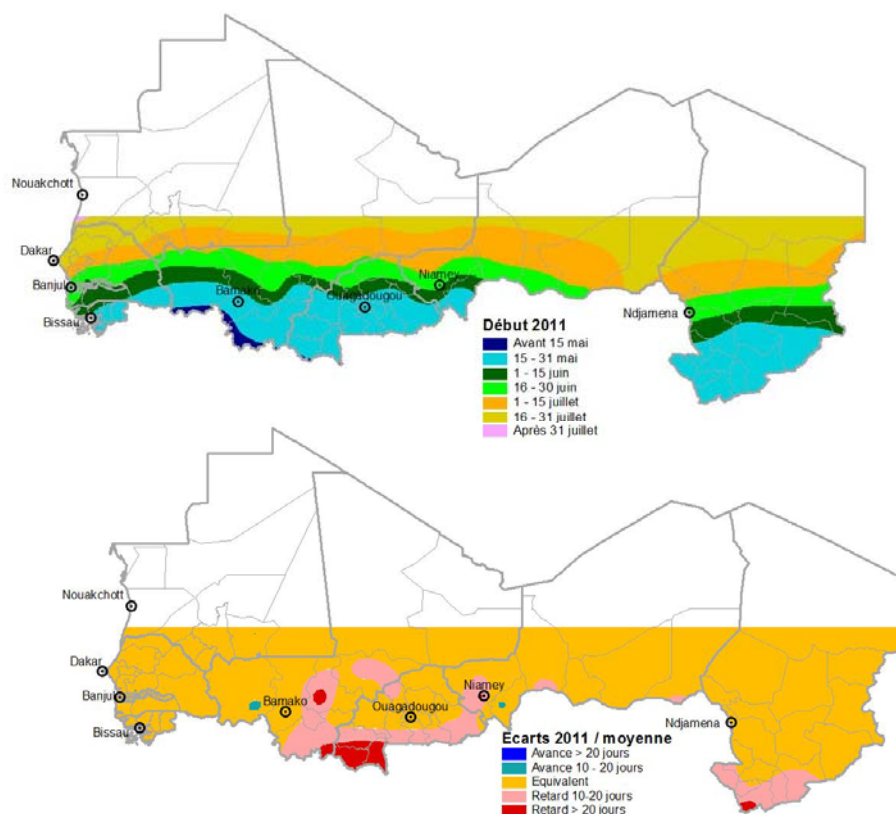 Nouakchott
Dakar
Banjul
Bissau
Bamako
Ouagadougou
Niamey
Ndjamena
Début 2011
Avant 15 mai
15 - 31 mai
1 - 15 juin
16 - 30 juin
1 - 15 juillet
16 - 31 juillet
Après 31 juillet
Nouakchott
Dakar
Banjul
Bissau
Bamako
Ouagadougou
Niamey
Ndjamena
Ecarts 2011 / moyenne
Avance > 20 jours
Avance 10 - 20 jours
Equivalent
Retard 10-20 jours
Retard > 20 jours